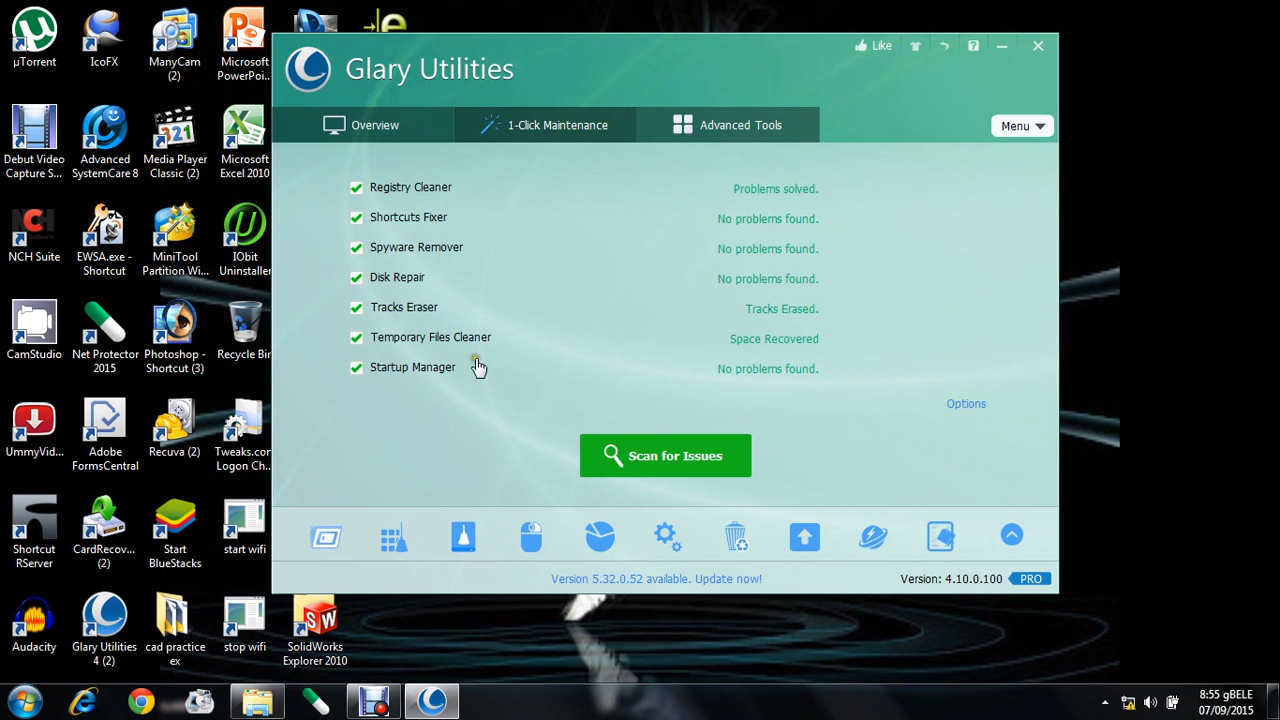 µTorrent
IcoFX
ManyCam
(2)
Microsoft
PowerPoi...
Debut Video
Capture S...
Advanced
SystemCare 8
Media Player
Classic (2)
Microsoft
Excel 2010
NCH Suite
EWSA.exe -
Shortcut
MiniTool
Partition Wi...
IObit
Uninstaller
CamStudio
Net Protector
2015
Photoshop -
Shortcut (3)
Recycle Bin
UmmyVid...
Adobe
FormsCentral
Recuva (2)
Tweaks.com
Logon Ch...
Shortcut
RServer
CardRecov...
(2)
Start
BlueStacks
start wifi
Audacity
Glary Utilities
4 (2)
cad practice
ex
stop wifi
SolidWorks
Explorer 2010
Glary Utilities
Like
Overview
1-Click Maintenance
Advanced Tools
Menu
Registry Cleaner
Problems solved.
Shortcuts Fixer
No problems found.
Spyware Remover
No problems found.
Disk Repair
No problems found.
Tracks Eraser
Tracks Erased.
Temporary Files Cleaner
Space Recovered
Startup Manager
No problems found.
Options
Scan for Issues
Version 5.32.0.52 available. Update now!
Version: 4.10.0.100 PRO
8:55 gBELE
07/09/2015